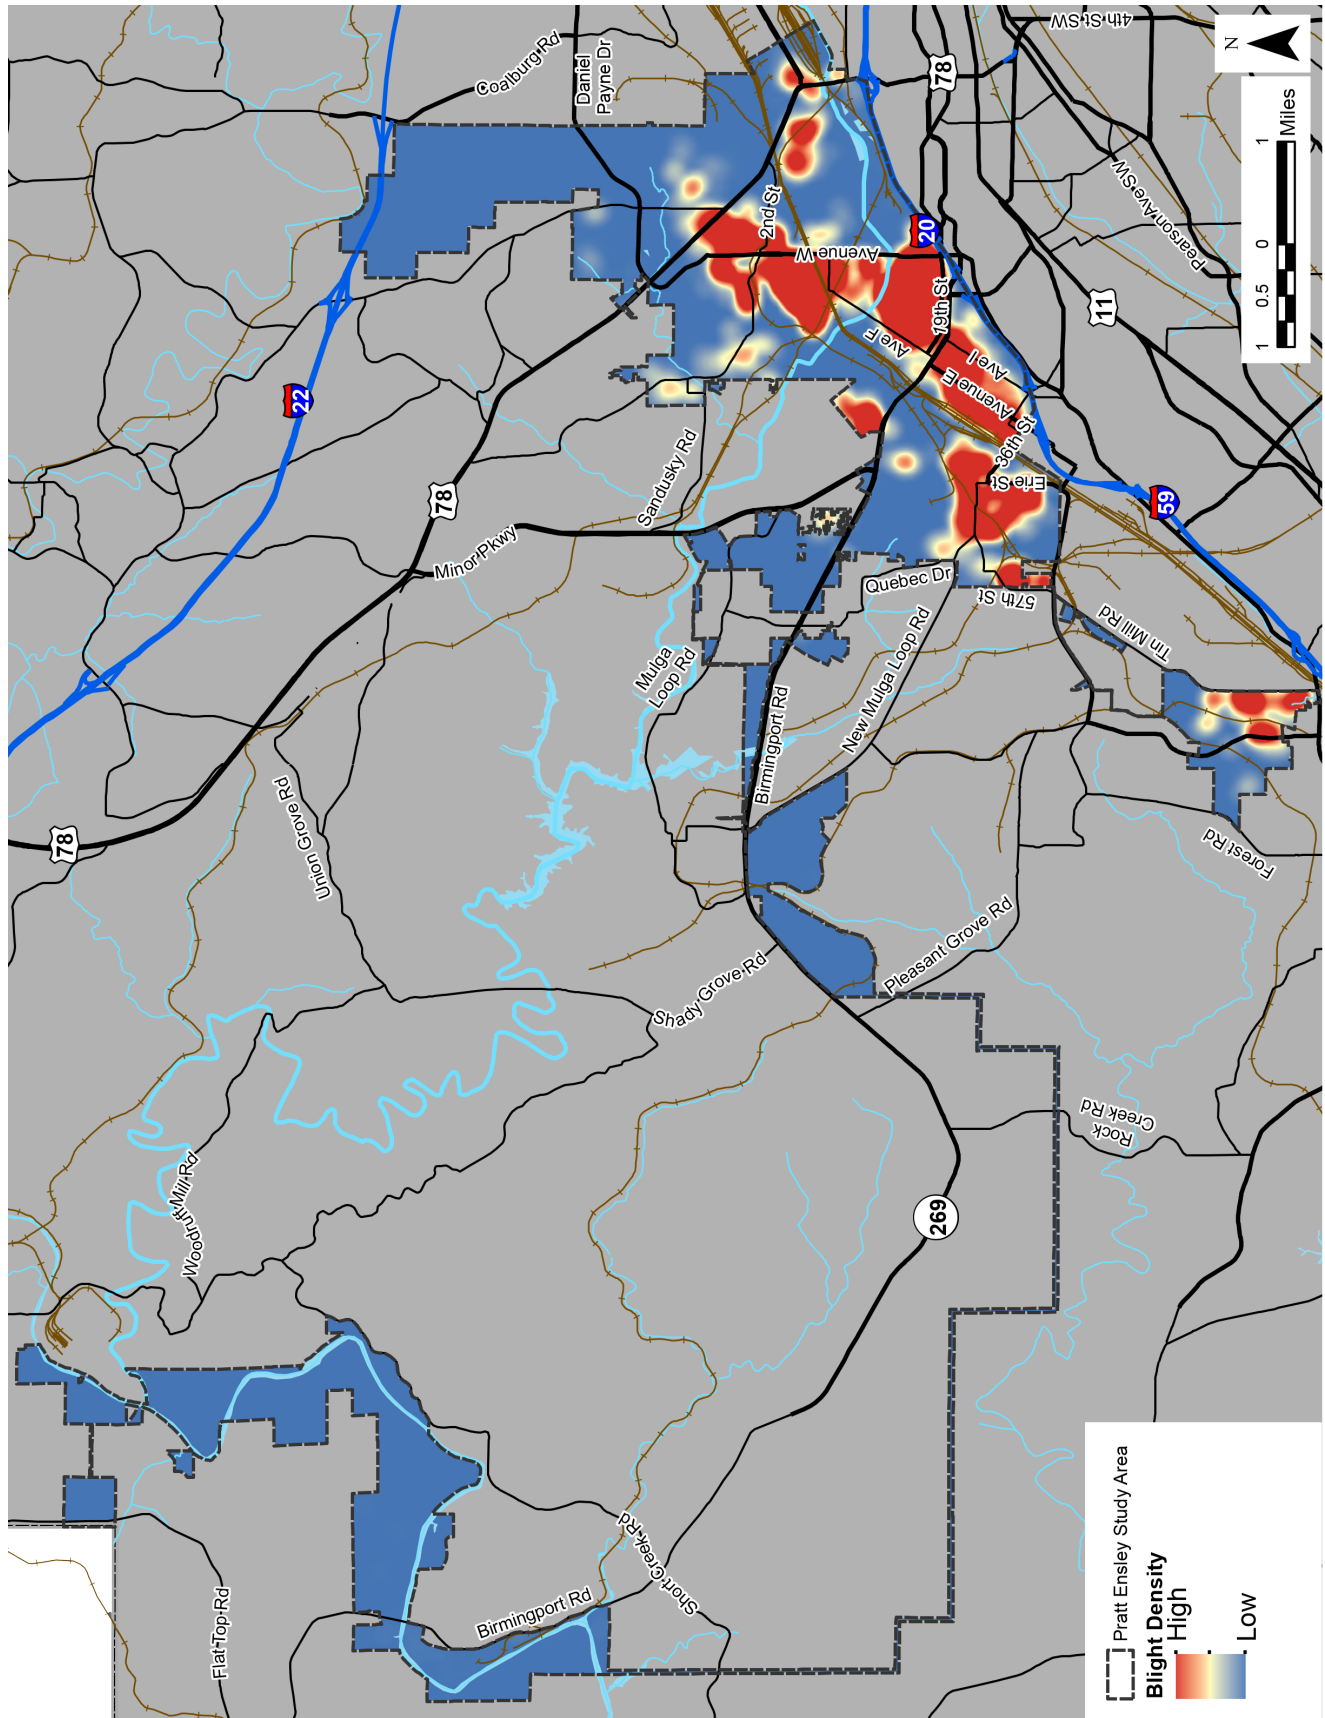 4th St SW
Coalburg Rd
Daniel
Payne Dr
78
N
1
0.5
0
1
Miles
Pearson Ave SW
2nd St
20
Avenue W
19th St
11
Ave F
Ave I
Avenue E
22
36th St
Erie St
Sandusky Rd
78
59
Minor Pkwy
Quebec Dr
57th St
Tin Mill Rd
Mulga
Loop Rd
New Mulga Loop Rd
Birmingport Rd
78
Union Grove Rd
Forest Rd
Pleasant Grove Rd
Shady Grove Rd
Rock
Creek Rd
Woodruff Mill Rd
269
Short Creek Rd
Birmingport Rd
Flat Top Rd
Pratt Ensley Study Area
Blight Density
High
Low